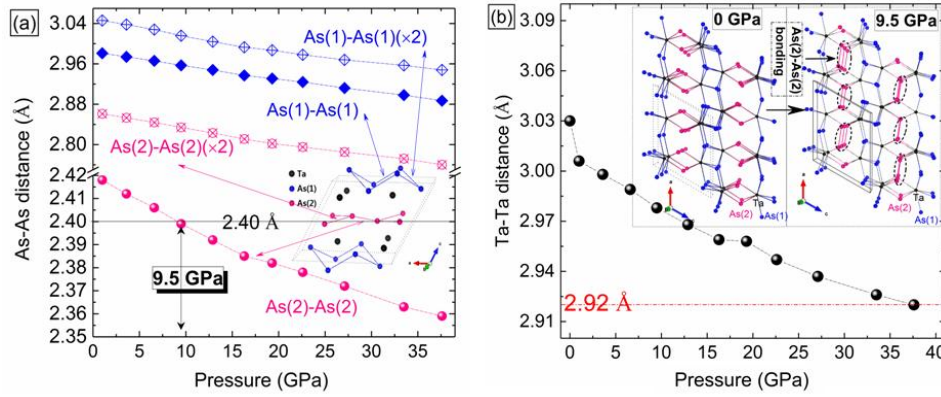 (a)
3.04
2.96
2.88
2.80
2.42
2.41
2.40
2.39
2.38
2.37
2.36
2.35
As-As distance (Å)
As(1)-As(1)(×2)
As(1)-As(1)
As(2)-As(2)(×2)
Ta
As(1)
As(2)
2.40 Å
9.5 GPa
As(2)-As(2)
0 5 10 15 20 25 30 35
Pressure (GPa)
(b)
3.09
3.06
3.03
3.00
2.97
2.94
2.91
Ta-Ta distance (Å)
0 GPa
9.5 GPa
As(2)-As(2)
bonding
Ta
As(2)
As(1)
Ta
As(2)
As(1)
2.92 Å
0 5 10 15 20 25 30 35 40
Pressure (GPa)